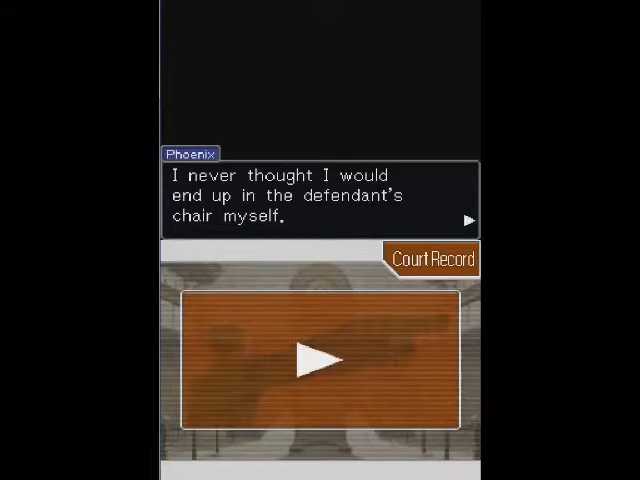 Phoenix
I never thought I would
end up in the defendant's
chair myself.
Court Record